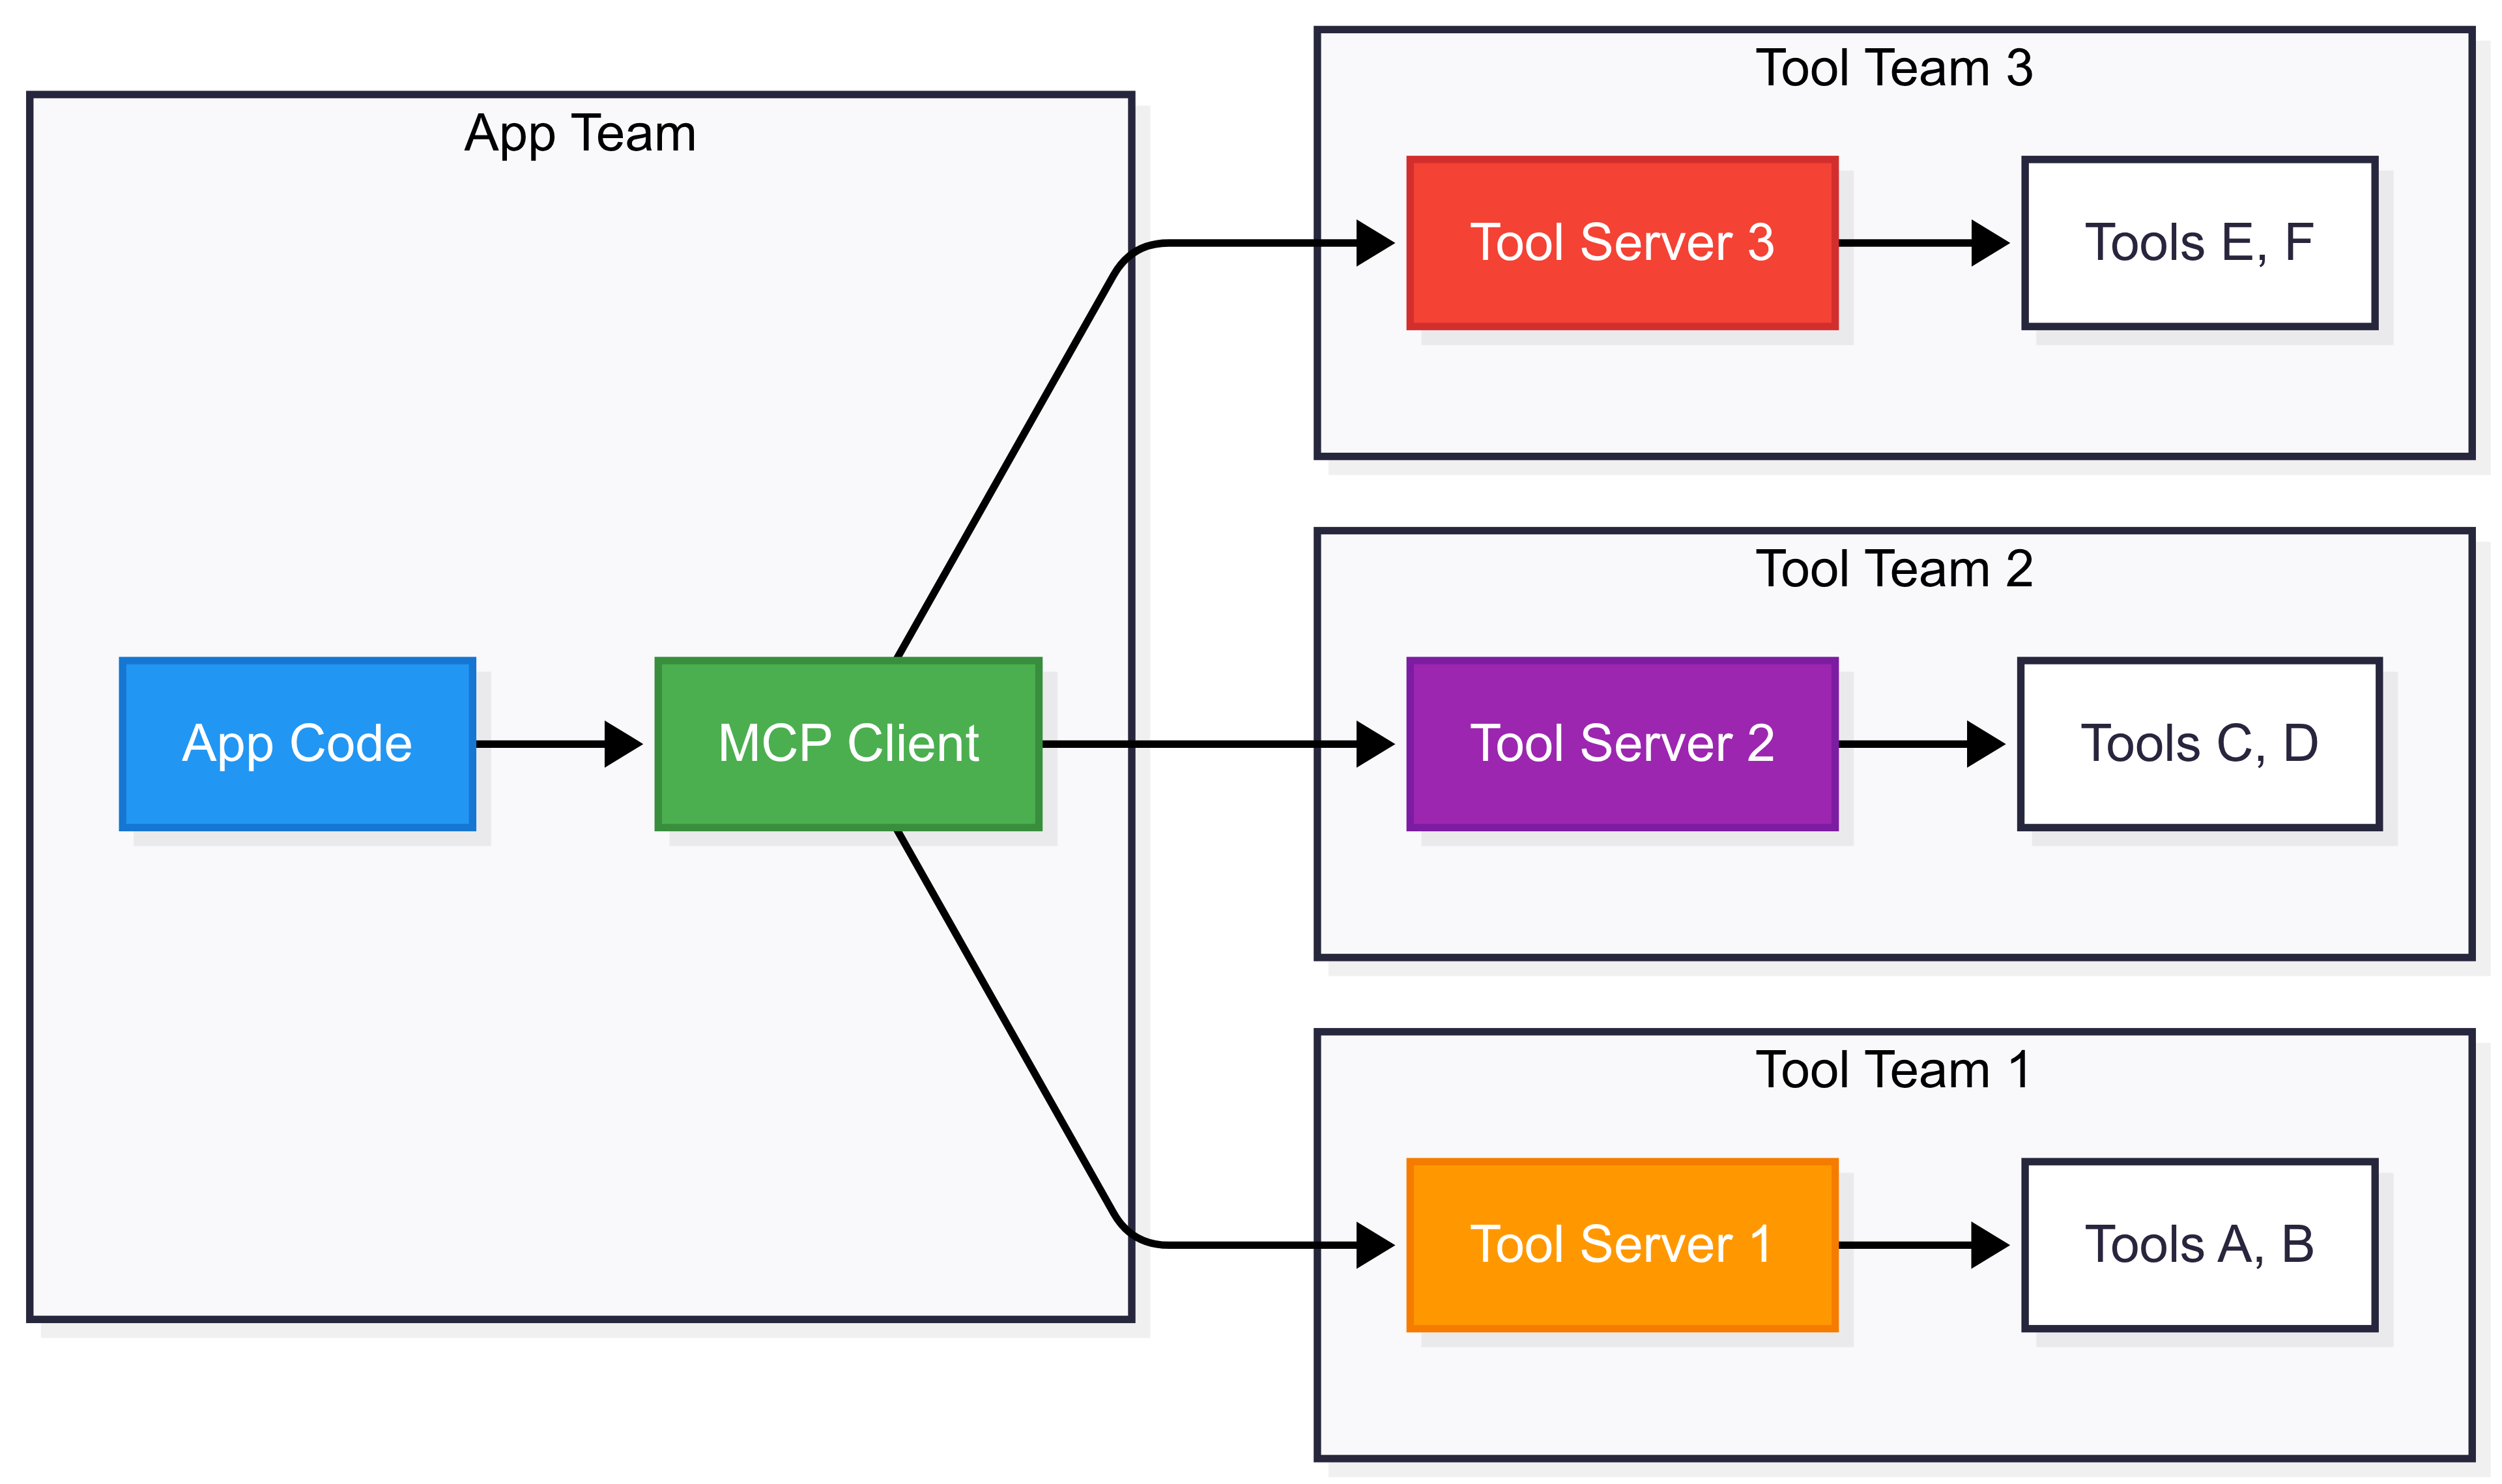 App Team
App Code
MCP Client
Tool Team 3
Tool Server 3
Tools E, F
Tool Team 2
Tool Server 2
Tools C, D
Tool Team 1
Tool Server 1
Tools A, B